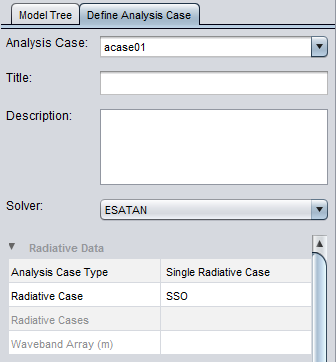 Model Tree Define Analysis Case
Analysis Case: acase01
Title:
Description:
Solver: ESATAN
Radiative Data
Analysis Case Type Single Radiative Case
Radiative Case SSO
Radiative Cases
Waveband Array (m)